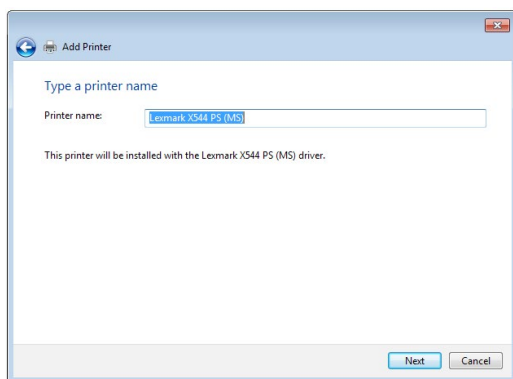 Add Printer
Type a printer name
Printer name: Lexmark X544 PS (MS)
This printer will be installed with the Lexmark X544 PS (MS) driver.
Next Cancel